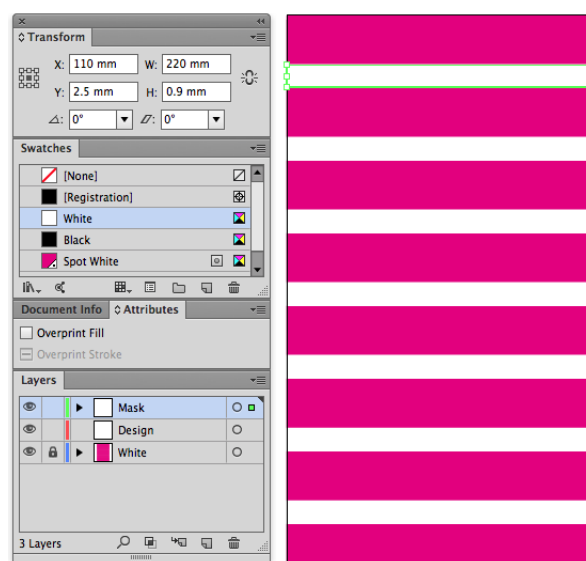 Transform
X: 110 mm W: 220 mm
Y: 2.5 mm H: 0.9 mm
0° 0°
Swatches
[None]
[Registration]
White
Black
Spot White
Document Info Attributes
Overprint Fill
Overprint Stroke
Layers
Mask
Design
White
3 Layers